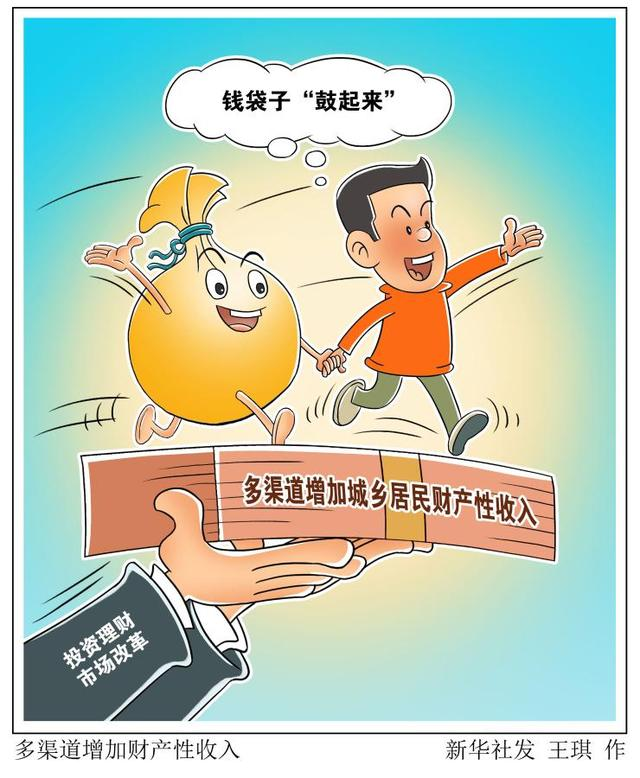 钱袋子“鼓起来”
多渠道增加城乡居民财产性收入
投资理财
市场改革
多渠道增加财产性收入
新华社发 王琪 作